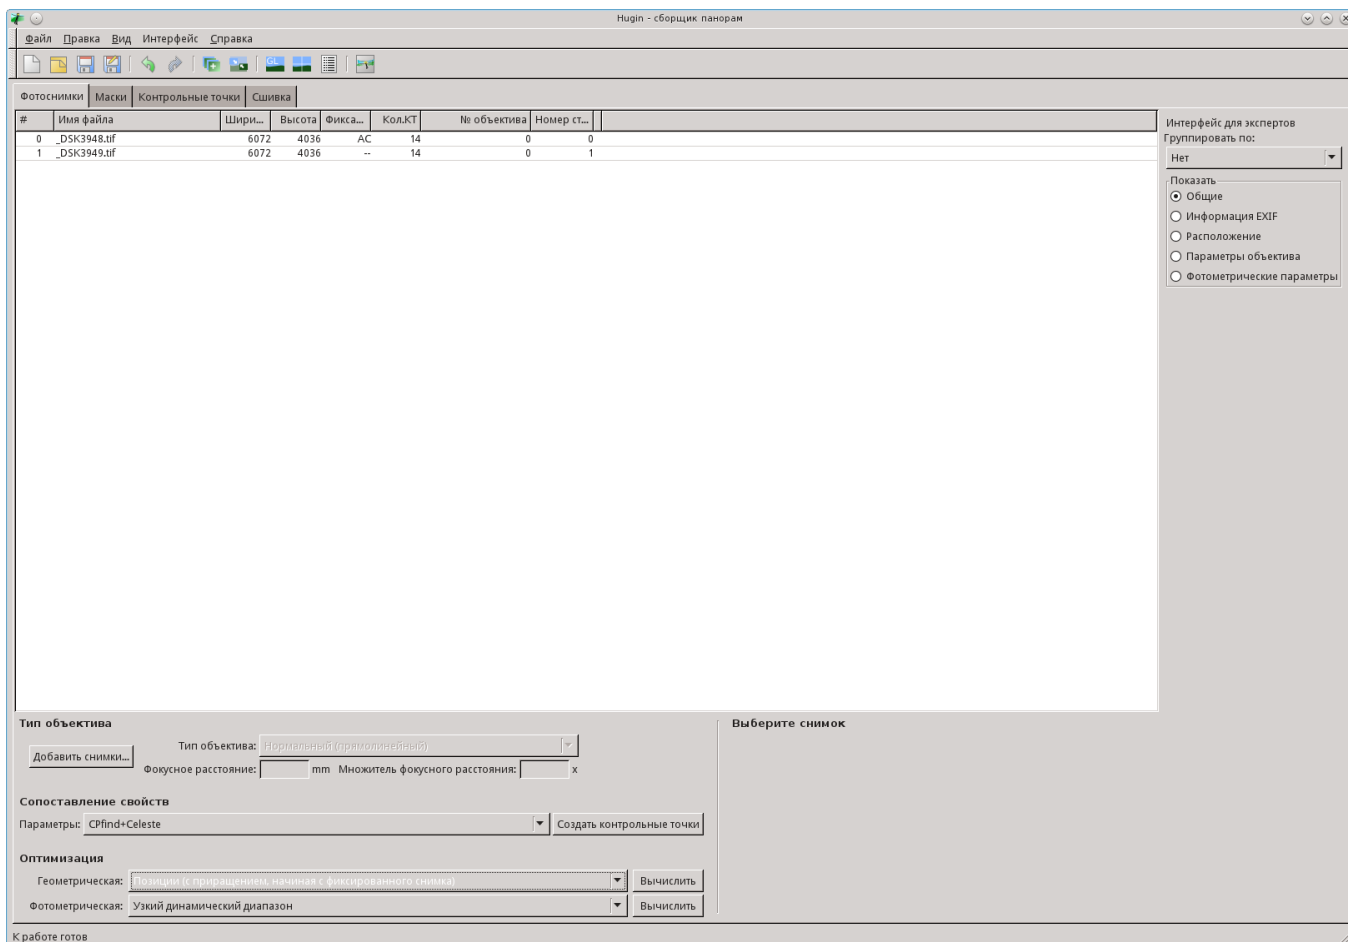 Hugin - сборщик панорам
Файл Правка Вид Интерфейс Справка
GL
Фотоснимки Маски Контрольные точки Сшивка
# Имя файла Шири... Высота Фикса... Кол.КТ № объектива Номер ст...
0 _DSK3948.tif 6072 4036 AC 14 0 0
1 _DSK3949.tif 6072 4036 -- 14 0 1
Интерфейс для экспертов
Группировать по:
Нет
Показать
Общие
Информация EXIF
Расположение
Параметры объектива
Фотометрические параметры
Тип объектива
Добавить снимки...
Тип объектива: Нормальный (прямолинейный)
Фокусное расстояние: mm Множитель фокусного расстояния: x
Выберите снимок
Сопоставление свойств
Параметры: CPfind+Celeste Создать контрольные точки
Оптимизация
Геометрическая: Позиции (с приращением, начиная с фиксированного снимка) Вычислить
Фотометрическая: Узкий динамический диапазон Вычислить
К работе готов